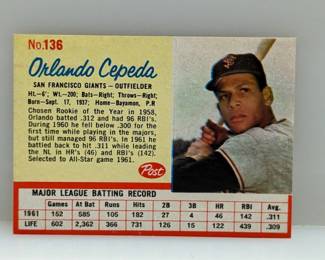 No.136
Orlando Cepeda
SAN FRANCISCO GIANTS – OUTFIELDER
Ht.–6'; Wt.–200; Bats–Right; Throws–Right;
Born–Sept. 17, 1937; Home–Bayamon, P.R
Chosen Rookie of the Year in 1958,
Orlando batted .312 and had 96 RBI's.
During 1960 he fell below .300 for the
first time while playing in the majors,
but still managed 96 RBI's. In 1961 he
batted back to hit .311 while leading
the NL in HR's (46) and RBI's (142).
Selected to All-Star game 1961.
Post
MAJOR LEAGUE BATTING RECORD
Games At Bat Runs Hits 2B 3B HR RBI Avg.
1961 152 585 105 182 27 4 46 142 .311
LIFE 602 2,362 366 731 126 15 122 439 .309